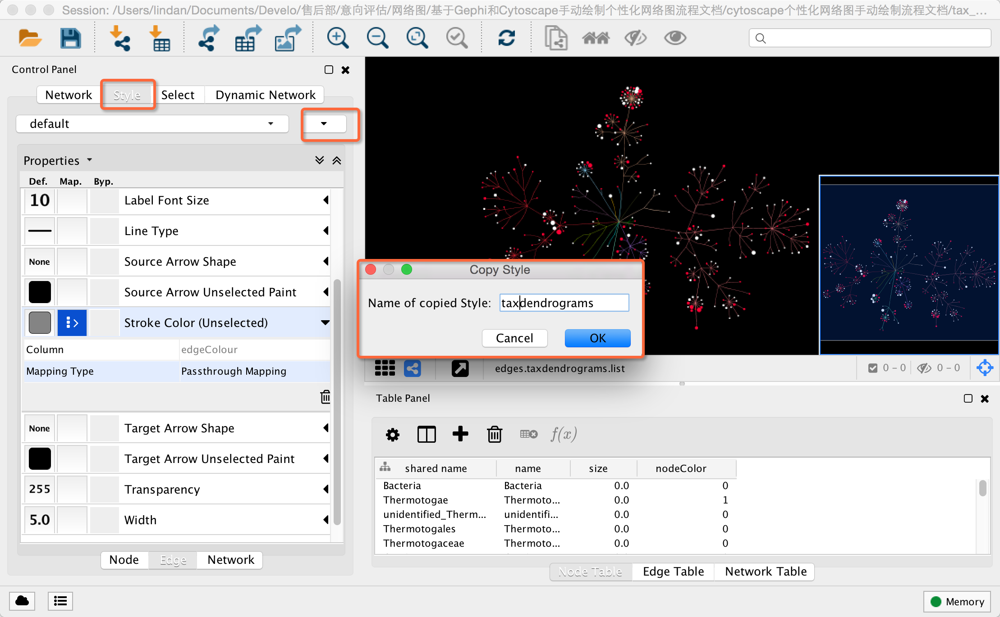 Session: /Users/lindan/Documents/Develo/售后部/意向评估/网络图/基于Gephi和Cytoscape手动绘制个性化网络图流程文档/cytoscape个性化网络图手动绘制流程文档/tax_...
Control Panel
Network Style Select Dynamic Network
default
Properties
Def. Map. Byp.
10 Label Font Size
Line Type
None Source Arrow Shape
Source Arrow Unselected Paint
Stroke Color (Unselected)
Column edgeColour
Mapping Type Passthrough Mapping
None Target Arrow Shape
Target Arrow Unselected Paint
255 Transparency
5.0 Width
Node Edge Network
Copy Style
Name of copied Style: taxdendrograms
Cancel OK
edges.taxdendrograms.list
0 – 0 0 – 0
Table Panel
f(x)
shared name name size nodeColor
Bacteria Bacteria 0.0 0
Thermotogae Thermoto... 0.0 1
unidentified_Therm... unidentifi... 0.0 0
Thermotogales Thermoto... 0.0 0
Thermotogaceae Thermoto... 0.0 0
Node Table Edge Table Network Table
Memory